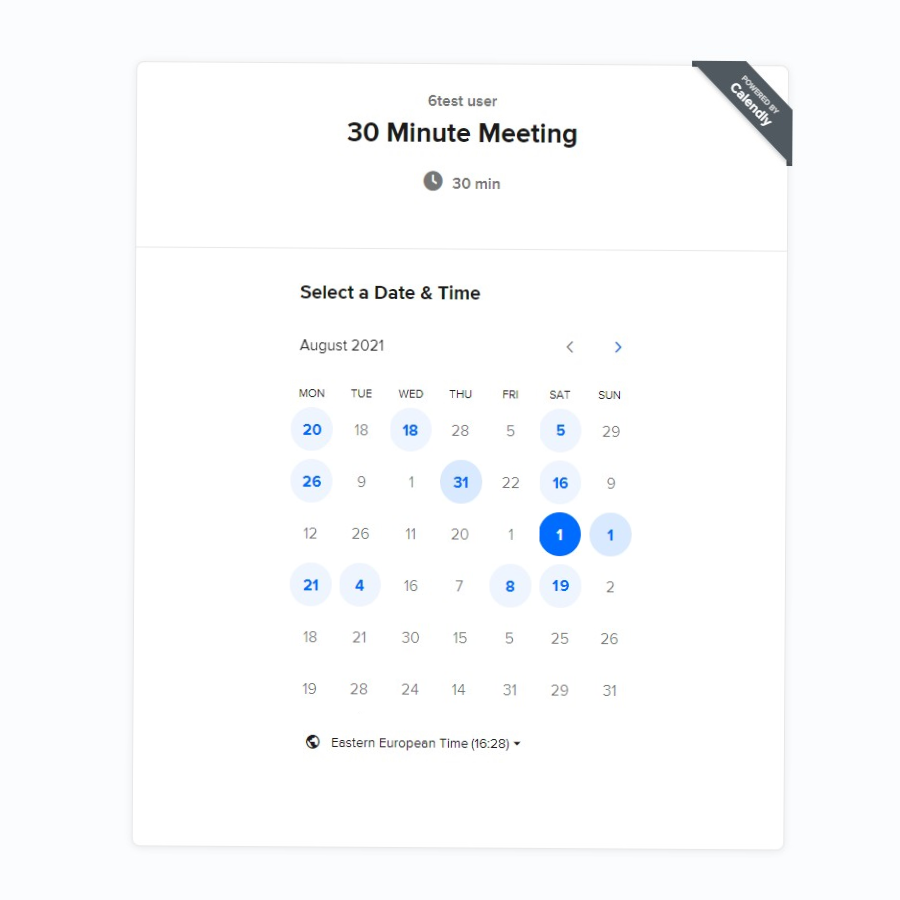 POWERED BY
Calendly
6test user
30 Minute Meeting
30 min
Select a Date & Time
August 2021
MON TUE WED THU FRI SAT SUN
20 18 18 28 5 5 29
26 9 1 31 22 16 9
12 26 11 20 1 1 1
21 4 16 7 8 19 2
18 21 30 15 5 25 26
19 28 24 14 31 29 31
Eastern European Time (16:28)